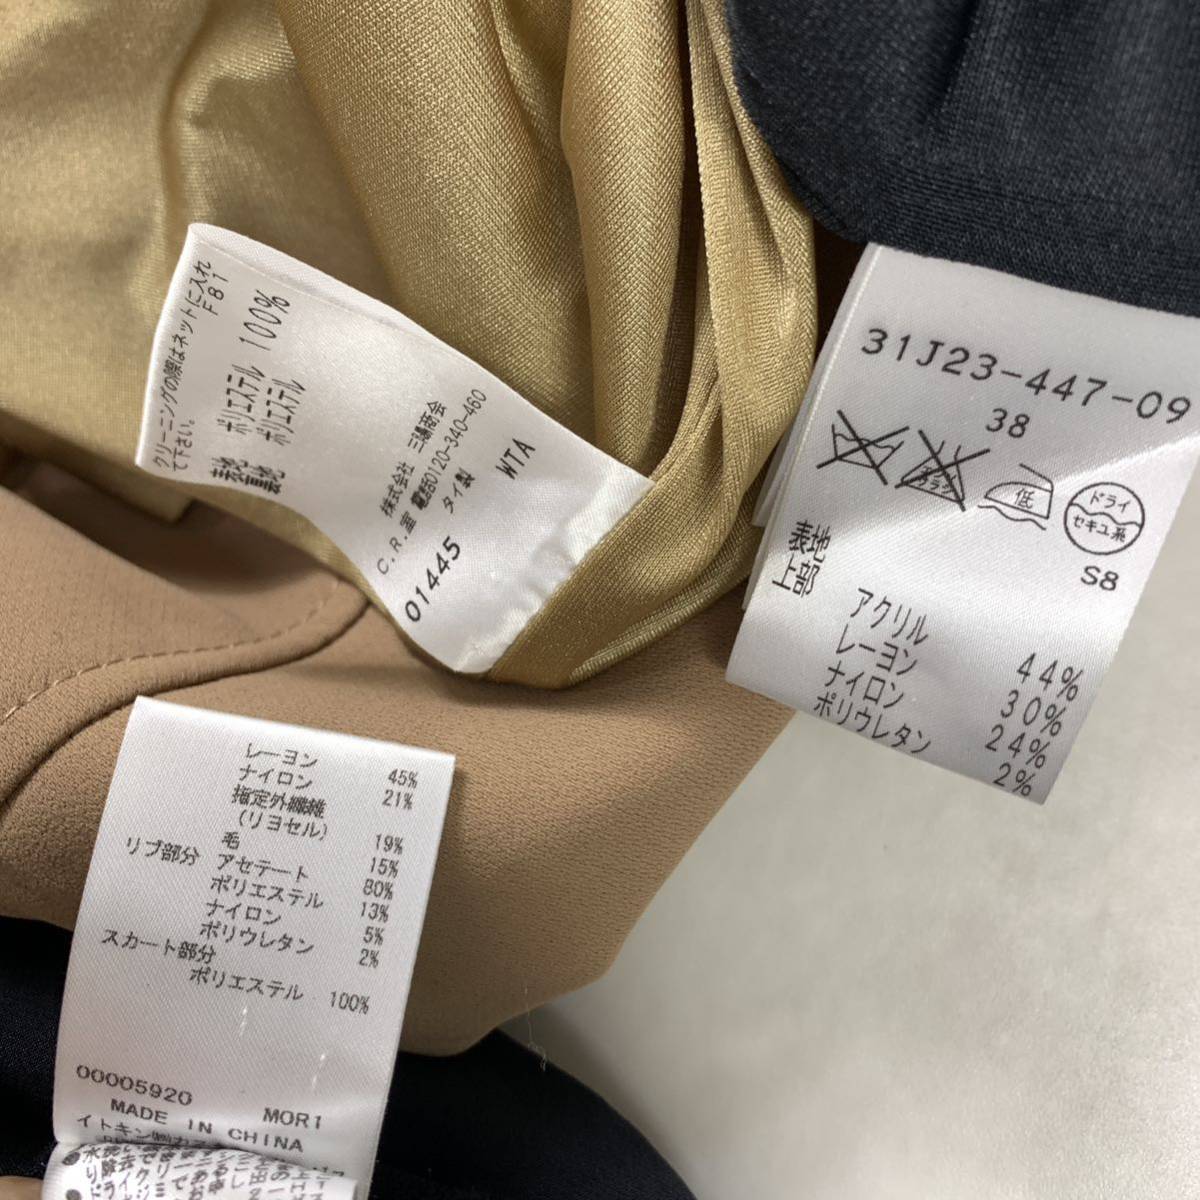 クリーニングの際はネットに入れ
て下さい。
F81
表地 ポリエステル 100%
裏地 ポリエステル
株式会社 三陽商会
C.R.室 電話0120-340-460
タイ製
01445 WTA
31J23-447-09
38
低
ドライ
セキユ系
S8
表地
上部
アクリル 44%
レーヨン 30%
ナイロン 24%
ポリウレタン 2%
レーヨン 45%
ナイロン 21%
指定外繊維
(リヨセル) 19%
毛 15%
リブ部分 アセテート 80%
ポリエステル 13%
ナイロン 5%
ポリウレタン 2%
スカート部分
ポリエステル 100%
00005920
MOR1
MADE IN CHINA
イトキン㈱カス